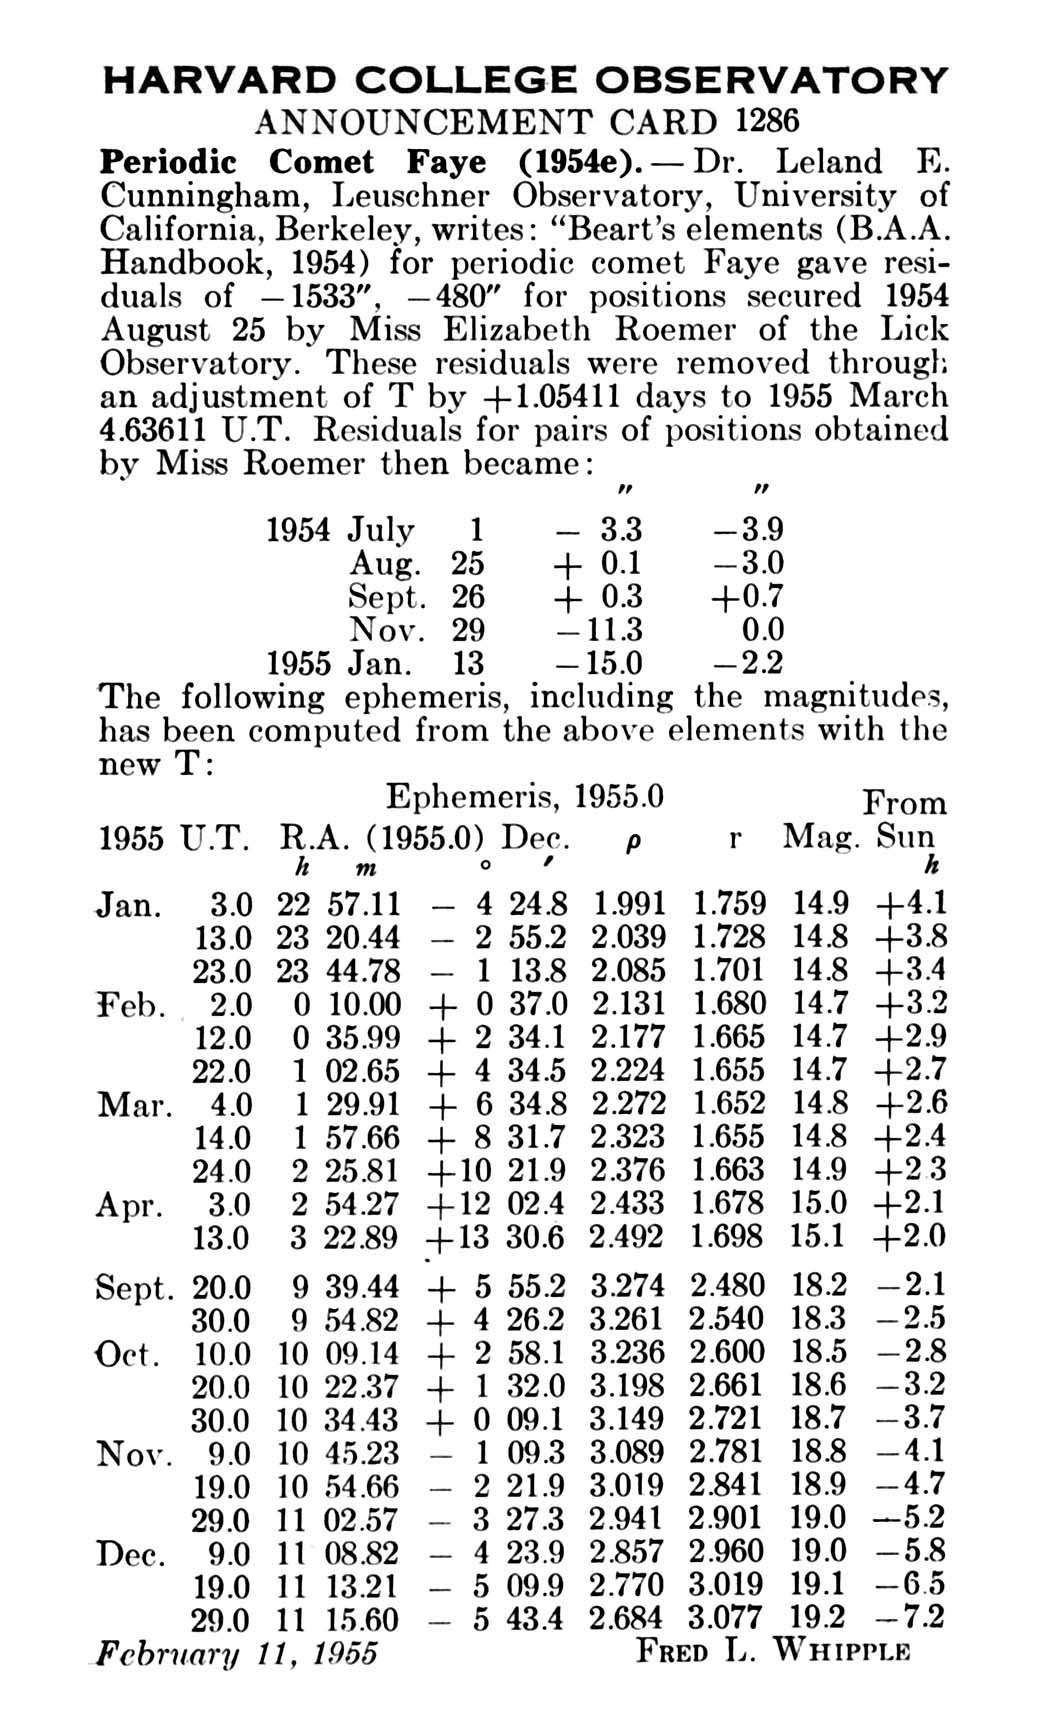 HARVARD COLLEGE OBSERVATORY
ANNOUNCEMENT CARD 1286
Periodic Comet Faye (1954e). — Dr. Leland E.
Cunningham, Leuschner Observatory, University of
California, Berkeley, writes: “Beart’s elements (B.A.A.
Handbook, 1954) for periodic comet Faye gave resi-
duals of −1533″, −480″ for positions secured 1954
August 25 by Miss Elizabeth Roemer of the Lick
Observatory. These residuals were removed through
an adjustment of T by +1.05411 days to 1955 March
4.63611 U.T. Residuals for pairs of positions obtained
by Miss Roemer then became:
″ ″
1954 July 1 − 3.3 −3.9
Aug. 25 + 0.1 −3.0
Sept. 26 + 0.3 +0.7
Nov. 29 −11.3 0.0
1955 Jan. 13 −15.0 −2.2
The following ephemeris, including the magnitudes,
has been computed from the above elements with the
new T:
Ephemeris, 1955.0 From
1955 U.T. R.A. (1955.0) Dec. ρ r Mag. Sun
h m ° ′ h
Jan. 3.0 22 57.11 − 4 24.8 1.991 1.759 14.9 +4.1
13.0 23 20.44 − 2 55.2 2.039 1.728 14.8 +3.8
23.0 23 44.78 − 1 13.8 2.085 1.701 14.8 +3.4
Feb. 2.0 0 10.00 + 0 37.0 2.131 1.680 14.7 +3.2
12.0 0 35.99 + 2 34.1 2.177 1.665 14.7 +2.9
22.0 1 02.65 + 4 34.5 2.224 1.655 14.7 +2.7
Mar. 4.0 1 29.91 + 6 34.8 2.272 1.652 14.8 +2.6
14.0 1 57.66 + 8 31.7 2.323 1.655 14.8 +2.4
24.0 2 25.81 +10 21.9 2.376 1.663 14.9 +2.3
Apr. 3.0 2 54.27 +12 02.4 2.433 1.678 15.0 +2.1
13.0 3 22.89 +13 30.6 2.492 1.698 15.1 +2.0
Sept. 20.0 9 39.44 + 5 55.2 3.274 2.480 18.2 −2.1
30.0 9 54.82 + 4 26.2 3.261 2.540 18.3 −2.5
Oct. 10.0 10 09.14 + 2 58.1 3.236 2.600 18.5 −2.8
20.0 10 22.37 + 1 32.0 3.198 2.661 18.6 −3.2
30.0 10 34.43 + 0 09.1 3.149 2.721 18.7 −3.7
Nov. 9.0 10 45.23 − 1 09.3 3.089 2.781 18.8 −4.1
19.0 10 54.66 − 2 21.9 3.019 2.841 18.9 −4.7
29.0 11 02.57 − 3 27.3 2.941 2.901 19.0 −5.2
Dec. 9.0 11 08.82 − 4 23.9 2.857 2.960 19.0 −5.8
19.0 11 13.21 − 5 09.9 2.770 3.019 19.1 −6.5
29.0 11 15.60 − 5 43.4 2.684 3.077 19.2 −7.2
February 11, 1955 FRED L. WHIPPLE